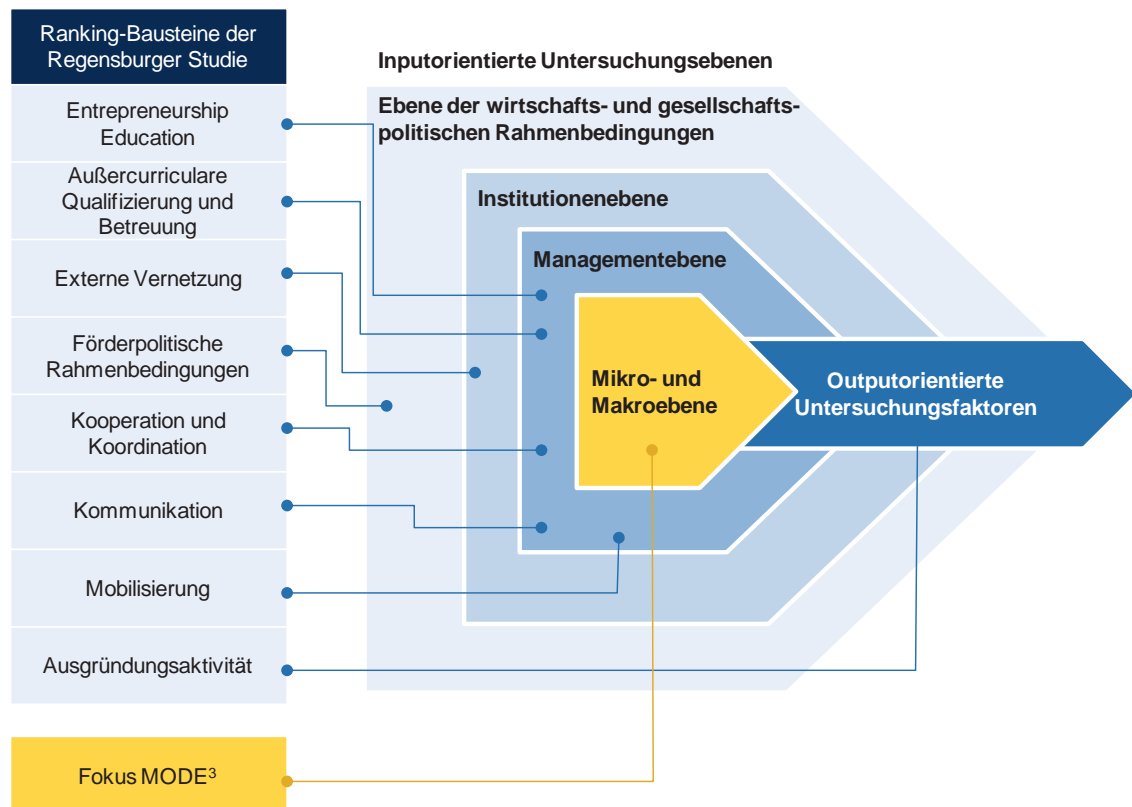 Ranking-Bausteine der
Regensburger Studie
Entrepreneurship
Education
Außercurriculare
Qualifizierung und
Betreuung
Externe Vernetzung
Förderpolitische
Rahmenbedingungen
Kooperation und
Koordination
Kommunikation
Mobilisierung
Ausgründungsaktivität
Fokus MODE³
Inputorientierte Untersuchungsebenen
Ebene der wirtschafts- und gesellschafts-
politischen Rahmenbedingungen
Institutionenebene
Managementebene
Mikro- und
Makroebene
Outputorientierte
Untersuchungsfaktoren